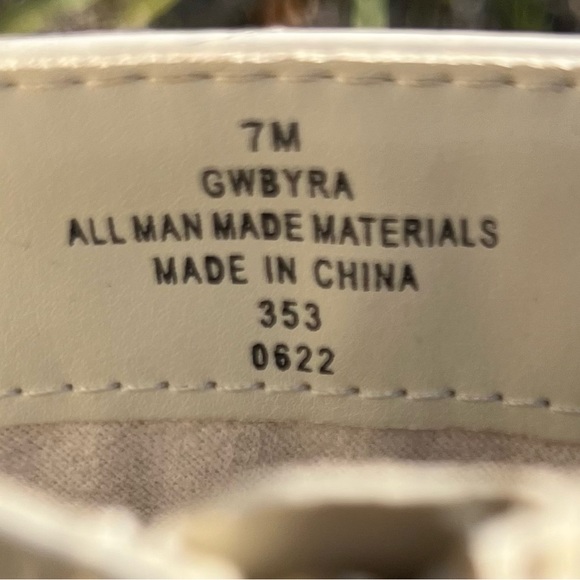 7M
GWBYRA
ALL MAN MADE MATERIALS
MADE IN CHINA
353
0622